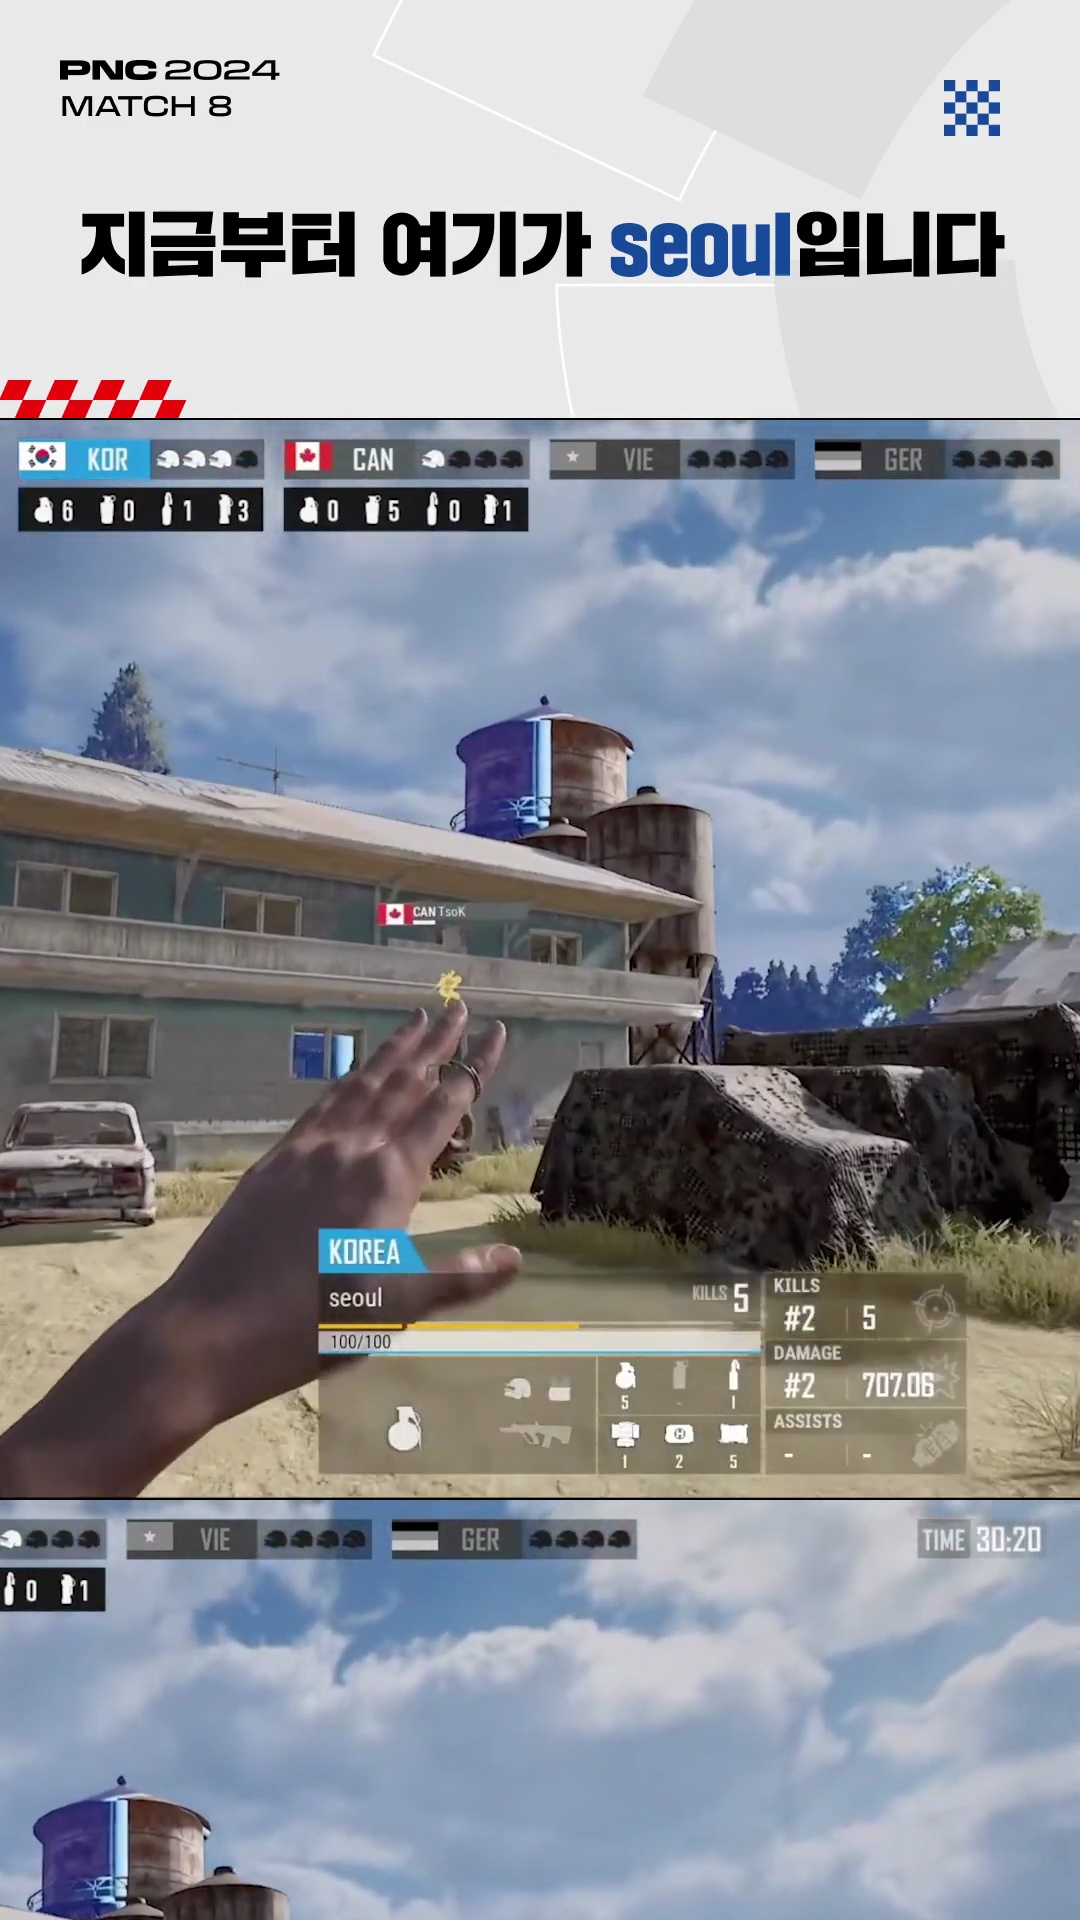 PNC 2024
MATCH 8
지금부터 여기가 seoul입니다
KOR
CAN
VIE
GER
6 0 1 3
0 5 0 1
CAN TsoK
KOREA
seoul
KILLS 5
100/100
5 - 1
1 2 5
KILLS
#2 5
DAMAGE
#2 707.06
ASSISTS
- -
VIE
GER
TIME 30:20
0 1